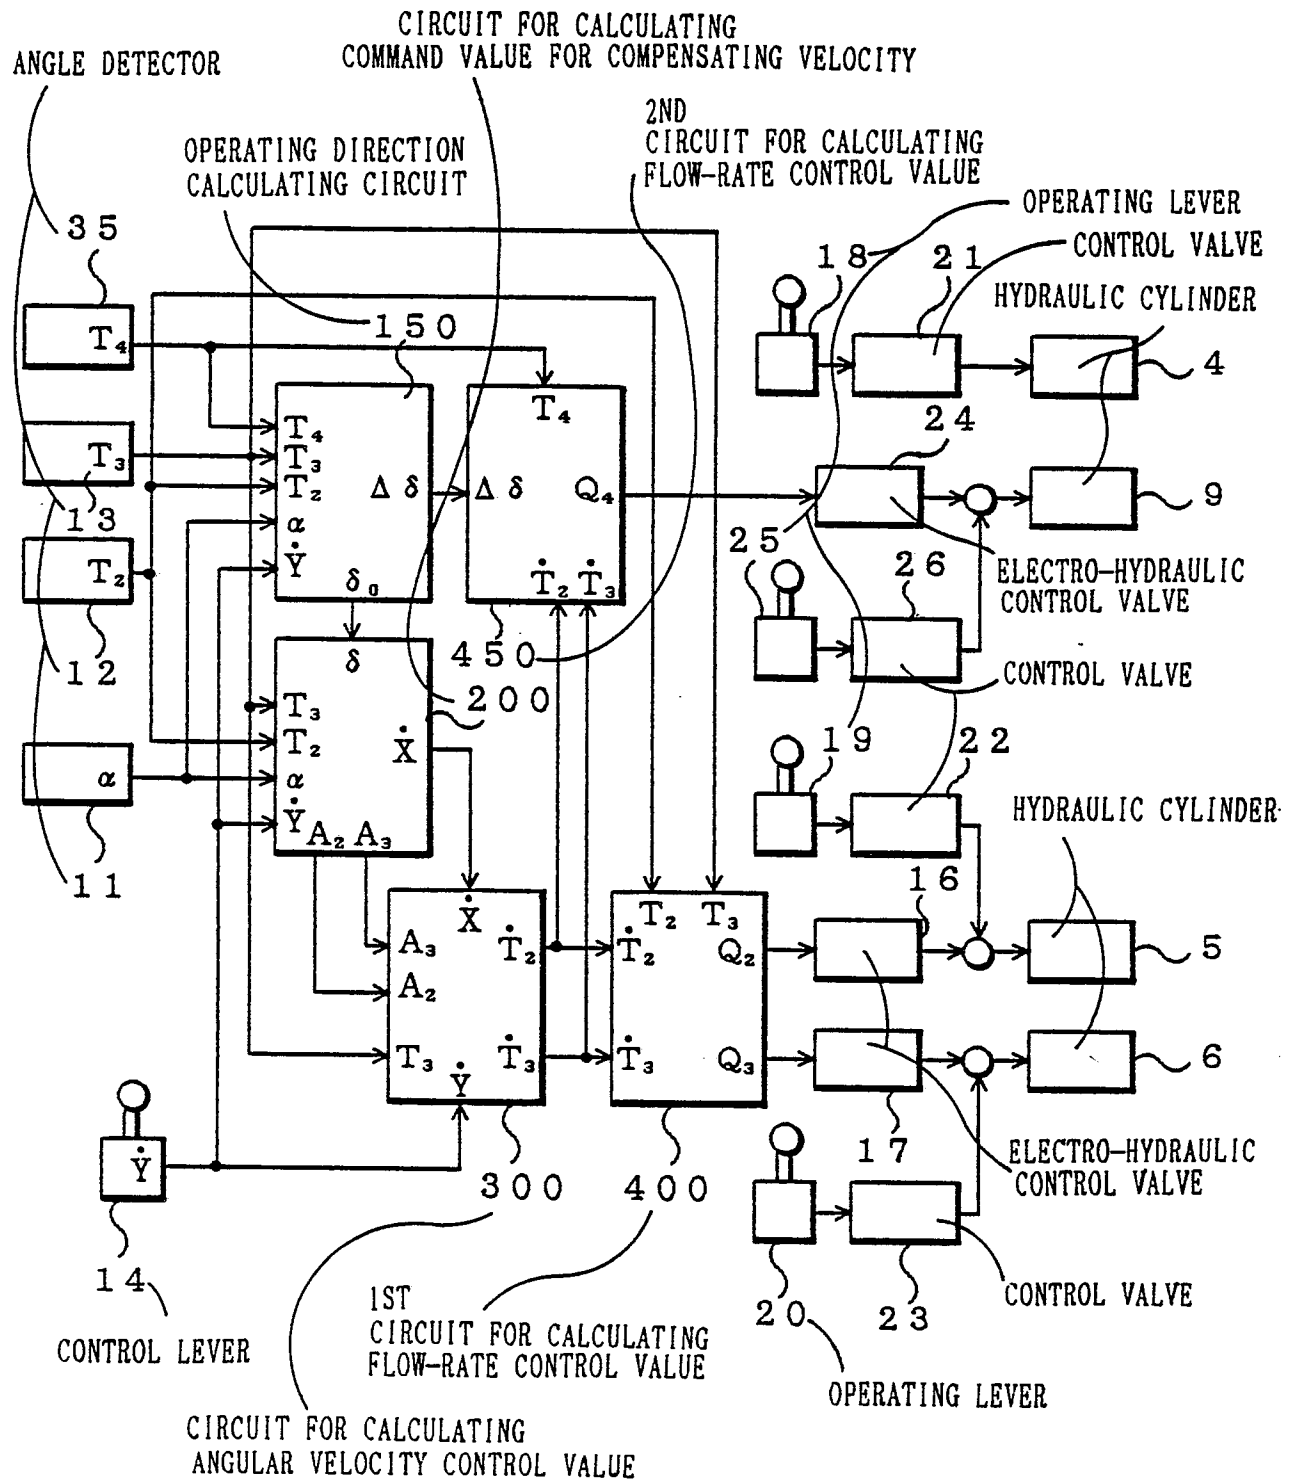 CIRCUIT FOR CALCULATING
COMMAND VALUE FOR COMPENSATING VELOCITY
ANGLE DETECTOR
2ND
CIRCUIT FOR CALCULATING
FLOW-RATE CONTROL VALUE
OPERATING DIRECTION
CALCULATING CIRCUIT
OPERATING LEVER
CONTROL VALVE
HYDRAULIC CYLINDER
35
18
21
150
T₄
4
T₄
T₄
24
T₃
T₃
T₂
Δδ
Δδ
Q₄
9
13
α
25
Ẏ
Ṫ₂ Ṫ₃
26
ELECTRO-HYDRAULIC
CONTROL VALVE
T₂
δ₀
12
δ
450
200
CONTROL VALVE
T₃
T₂
Ẋ
19
22
α
α
Ẏ
A₂ A₃
HYDRAULIC CYLINDER
11
16
Ẋ
T₂ T₃
A₃
Ṫ₂
Ṫ₂
Q₂
5
A₂
T₃
Ṫ₃
Ṫ₃
Q₃
6
Ẏ
17
ELECTRO-HYDRAULIC
CONTROL VALVE
Ẏ
300
400
14
20
23
CONTROL VALVE
1ST
CIRCUIT FOR CALCULATING
FLOW-RATE CONTROL VALUE
CONTROL LEVER
OPERATING LEVER
CIRCUIT FOR CALCULATING
ANGULAR VELOCITY CONTROL VALUE